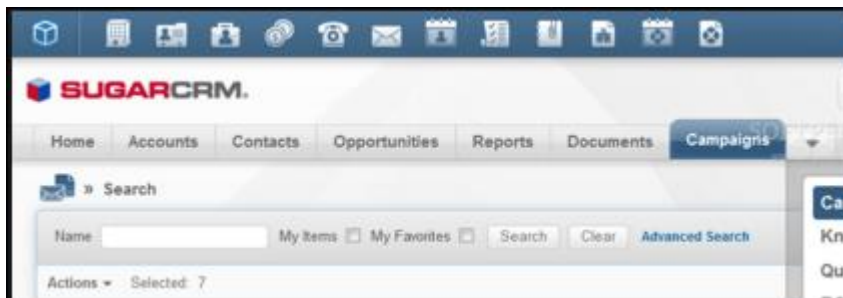 SUGARCRM.
Home Accounts Contacts Opportunities Reports Documents Campaigns
» Search
Ca
Name My Items My Favorites Search Clear Advanced Search
Kn
Actions Selected: 7
Qu